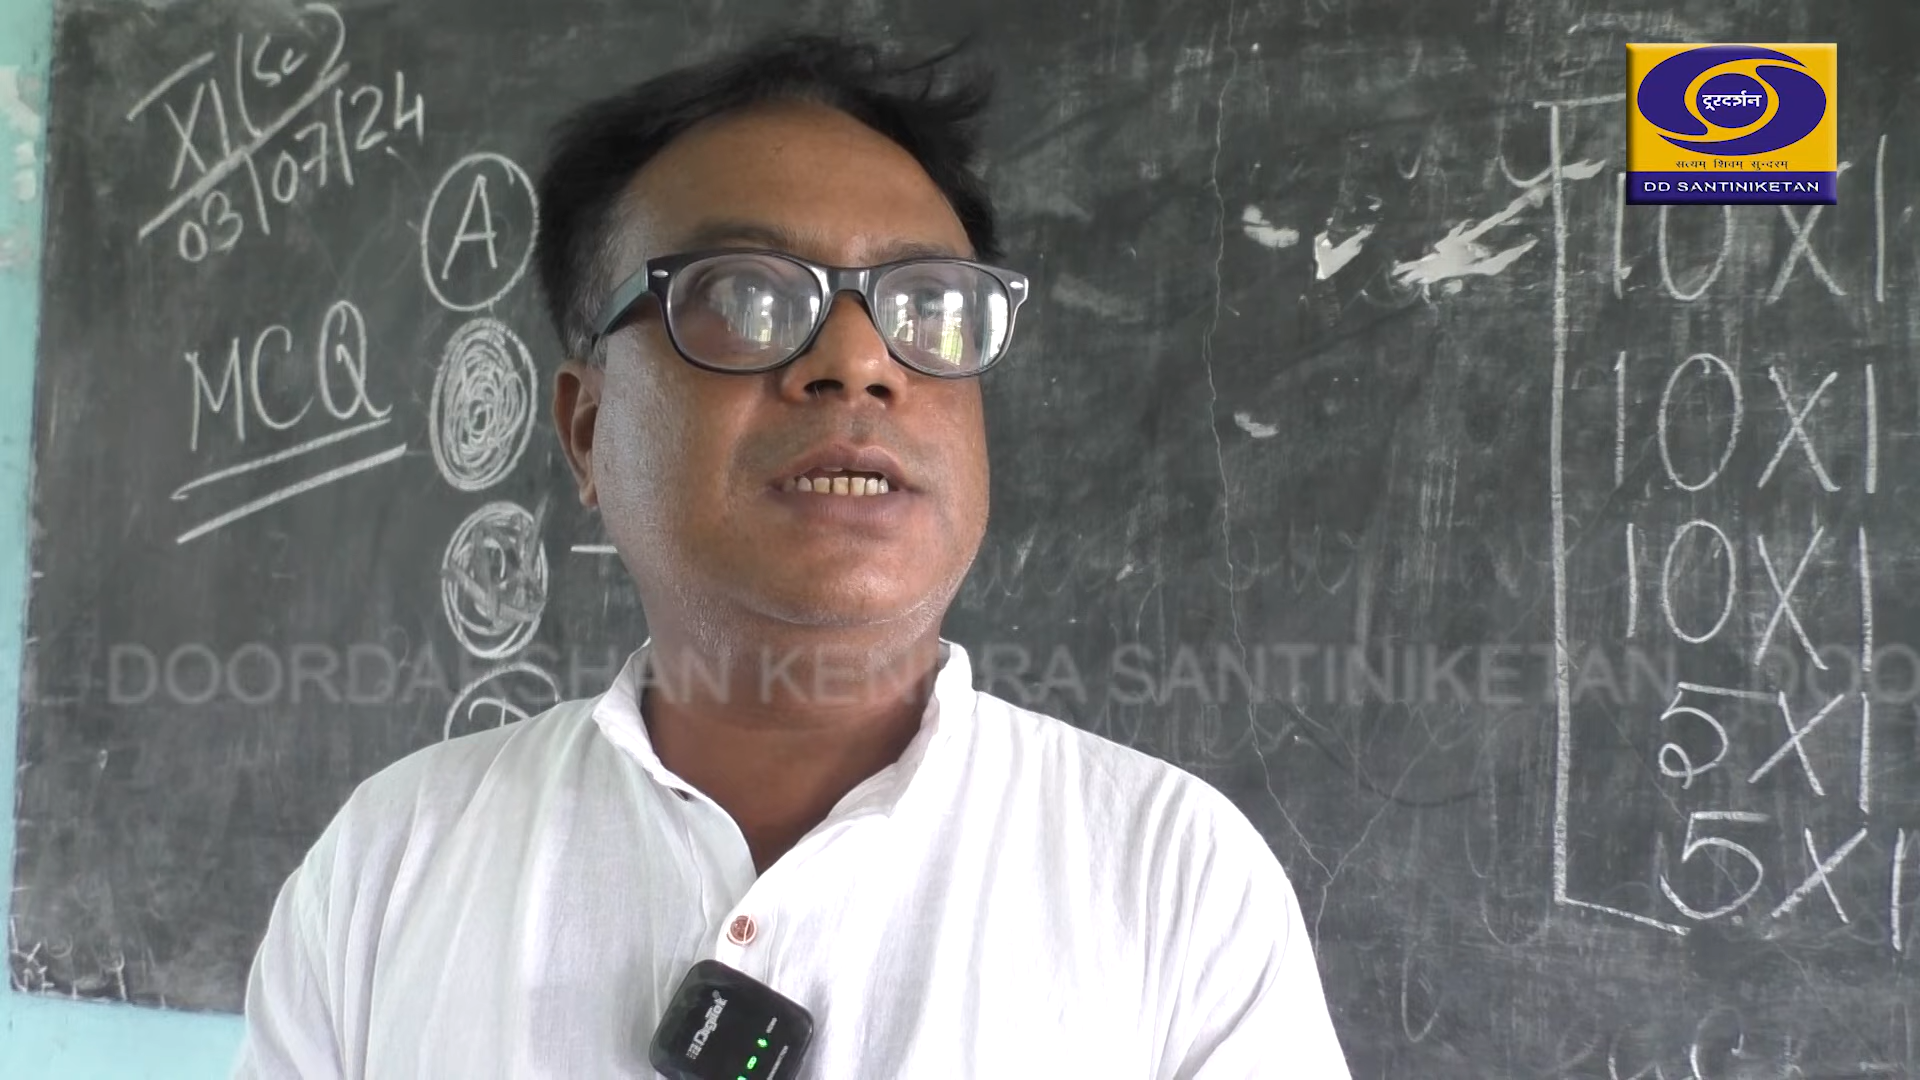 XI (Sc)
03/07/24
MCQ
A
10X1
10X1
10X1
5X1
5X1
दूरदर्शन
सत्यम् शिवम् सुन्दरम्
DD SANTINIKETAN
DOORDARSHAN KENDRA SANTINIKETAN DOO
DigiTek